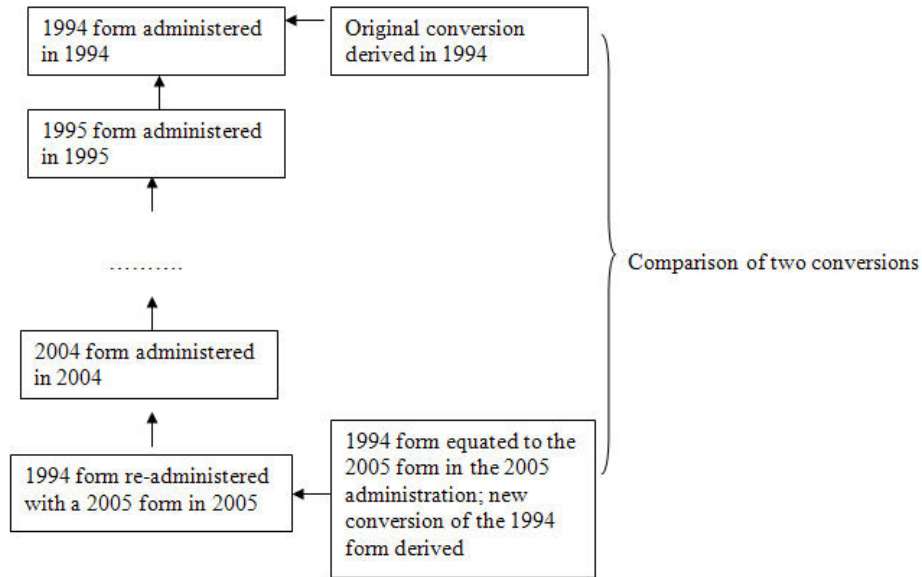 1994 form administered
in 1994
Original conversion
derived in 1994
1995 form administered
in 1995
..........
Comparison of two conversions
2004 form administered
in 2004
1994 form re-administered
with a 2005 form in 2005
1994 form equated to the
2005 form in the 2005
administration; new
conversion of the 1994
form derived